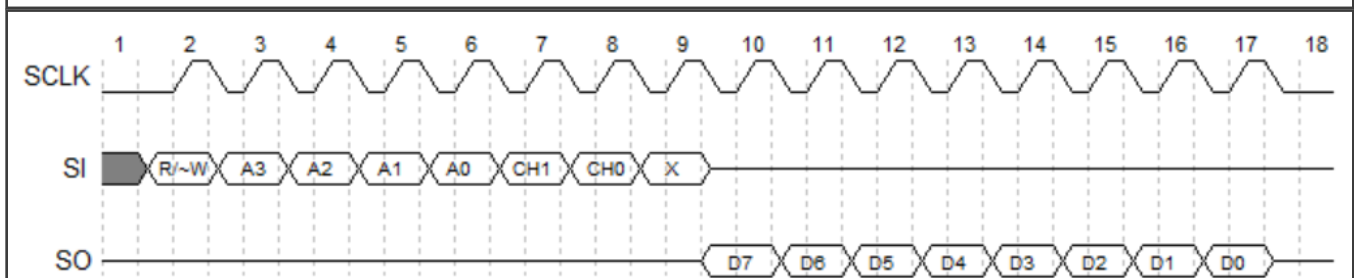 1 2 3 4 5 6 7 8 9 10 11 12 13 14 15 16 17 18
SCLK
SI R/~W A3 A2 A1 A0 CH1 CH0 X
SO D7 D6 D5 D4 D3 D2 D1 D0